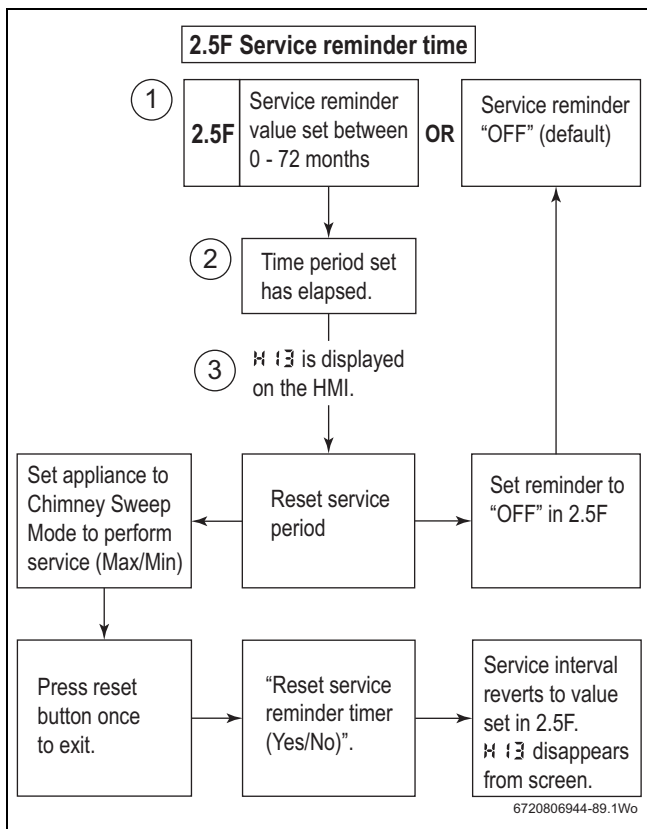 2.5F Service reminder time
1
2.5F
Service reminder
value set between
0 - 72 months
OR
Service reminder
“OFF” (default)
2
Time period set
has elapsed.
3
H13 is displayed
on the HMI.
Set appliance to
Chimney Sweep
Mode to perform
service (Max/Min)
Reset service
period
Set reminder to
“OFF” in 2.5F
Press reset
button once
to exit.
“Reset service
reminder timer
(Yes/No)”.
Service interval
reverts to value
set in 2.5F.
H13 disappears
from screen.
6720806944-89.1Wo